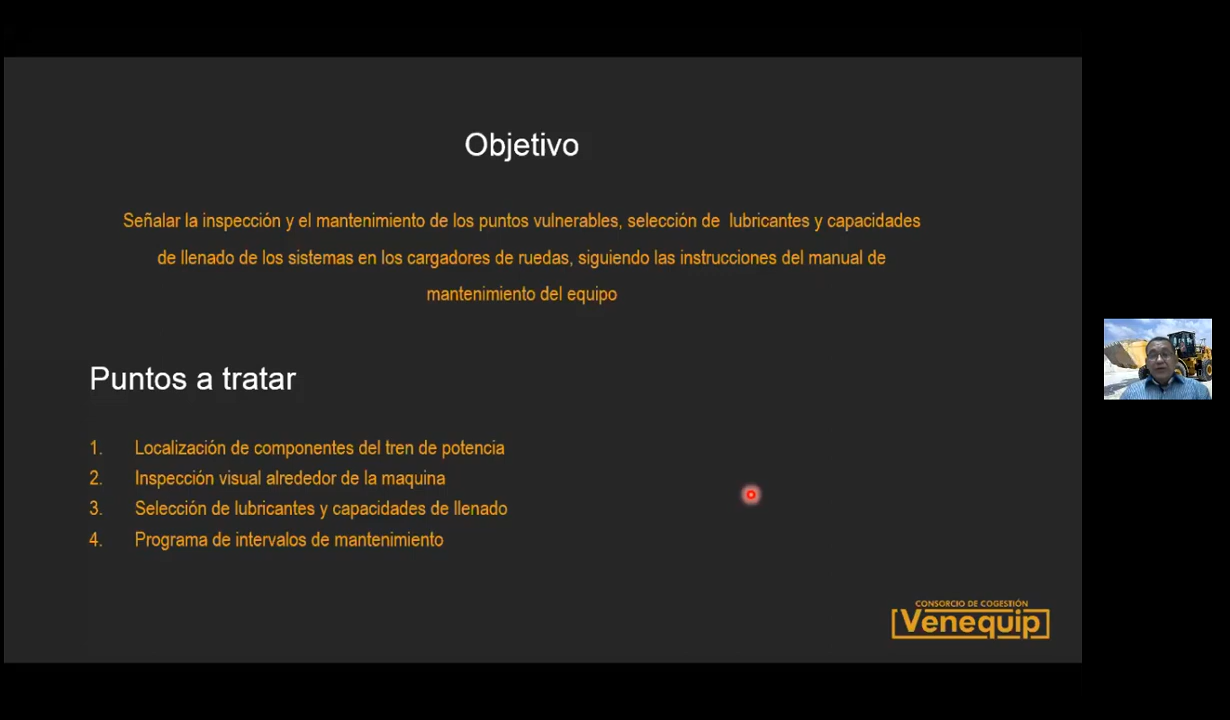 Objetivo
Señalar la inspección y el mantenimiento de los puntos vulnerables, selección de lubricantes y capacidades
de llenado de los sistemas en los cargadores de ruedas, siguiendo las instrucciones del manual de
mantenimiento del equipo
Puntos a tratar
1. Localización de componentes del tren de potencia
2. Inspección visual alrededor de la maquina
3. Selección de lubricantes y capacidades de llenado
4. Programa de intervalos de mantenimiento
CONSORCIO DE COGESTIÓN
Venequip